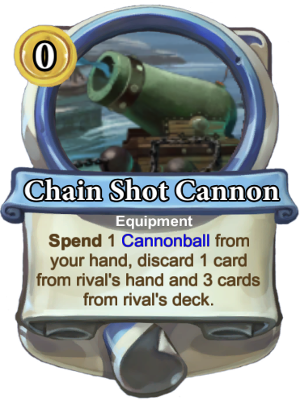 0
Chain Shot Cannon
Equipment
Spend 1 Cannonball from
your hand, discard 1 card
from rival's hand and 3 cards
from rival's deck.